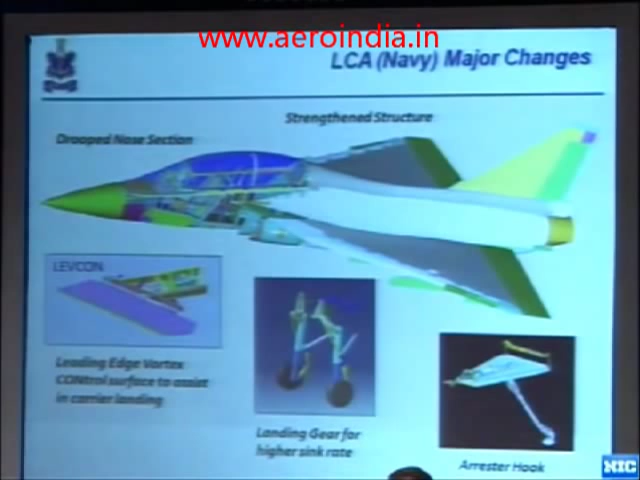 www.aeroindia.in
LCA (Navy) Major Changes
Strengthened Structure
Drooped Nose Section
LEVCON
Leading Edge Vortex
CONtrol surface to assist
in carrier landing
Landing Gear for
higher sink rate
Arrester Hook
NIC